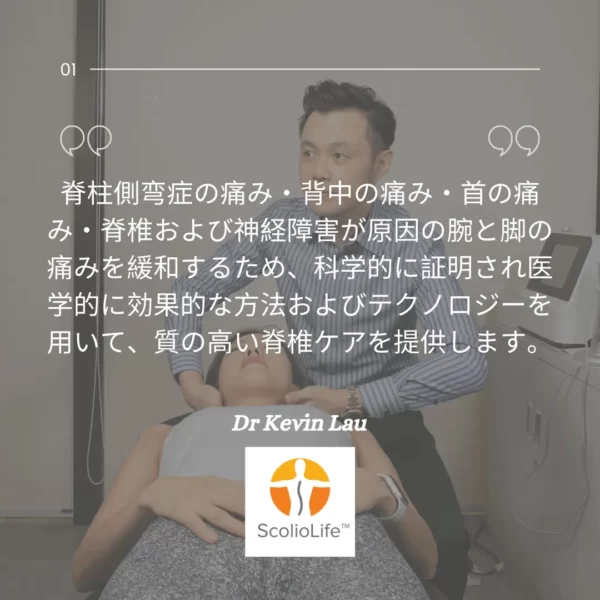 01
脊柱側弯症の痛み・背中の痛み・首の痛
み・脊椎および神経障害が原因の腕と脚の
痛みを緩和するため、科学的に証明され医
学的に効果的な方法およびテクノロジーを
用いて、質の高い脊椎ケアを提供します。
Dr Kevin Lau
ScolioLife™